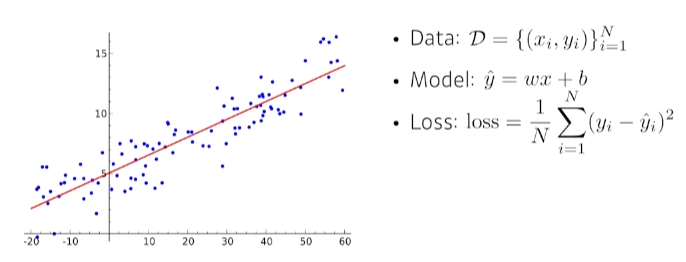 15
10
5
-20 -10 10 20 30 40 50 60
• Data: 𝒟 = {(xᵢ, yᵢ)}ᵢ₌₁ᴺ
• Model: ŷ = wx + b
• Loss: loss = 1/N ∑ᵢ₌₁ᴺ (yᵢ − ŷᵢ)²